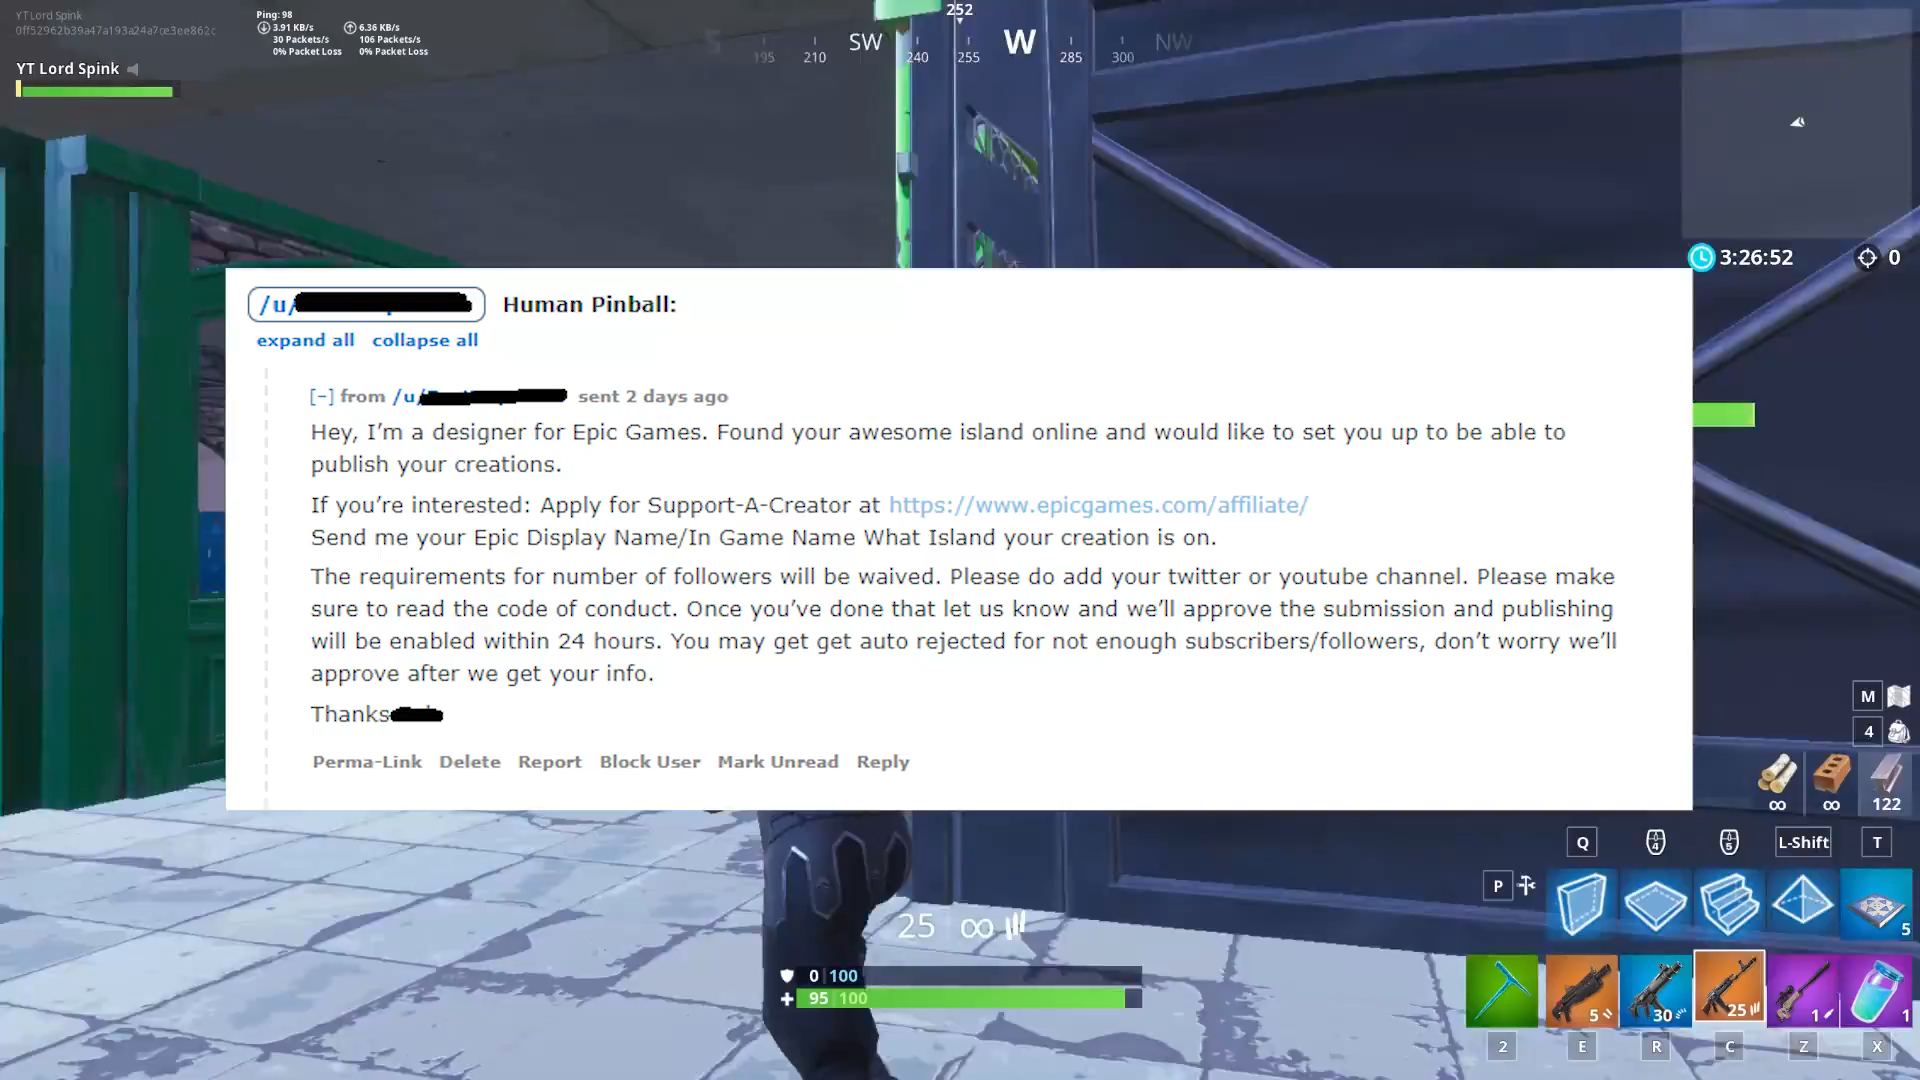 YT Lord Spink
0ff52962b39a47a193a24a7ce3ee862c
Ping: 98
3.91 KB/s 6.36 KB/s
30 Packets/s 106 Packets/s
0% Packet Loss 0% Packet Loss
YT Lord Spink
252
S SW W NW
195 210 240 255 285 300
3:26:52 0
/u/ Human Pinball:
expand all collapse all
[-] from /u/ sent 2 days ago
Hey, I’m a designer for Epic Games. Found your awesome island online and would like to set you up to be able to
publish your creations.
If you’re interested: Apply for Support-A-Creator at https://www.epicgames.com/affiliate/
Send me your Epic Display Name/In Game Name What Island your creation is on.
The requirements for number of followers will be waived. Please do add your twitter or youtube channel. Please make
sure to read the code of conduct. Once you’ve done that let us know and we’ll approve the submission and publishing
will be enabled within 24 hours. You may get get auto rejected for not enough subscribers/followers, don’t worry we’ll
approve after we get your info.
Thanks
Perma-Link Delete Report Block User Mark Unread Reply
M
4
∞ ∞ 122
Q 4 5 L-Shift T
P
5
25 ∞
0 | 100
95 | 100
5 30 25 1 1
2 E R C Z X